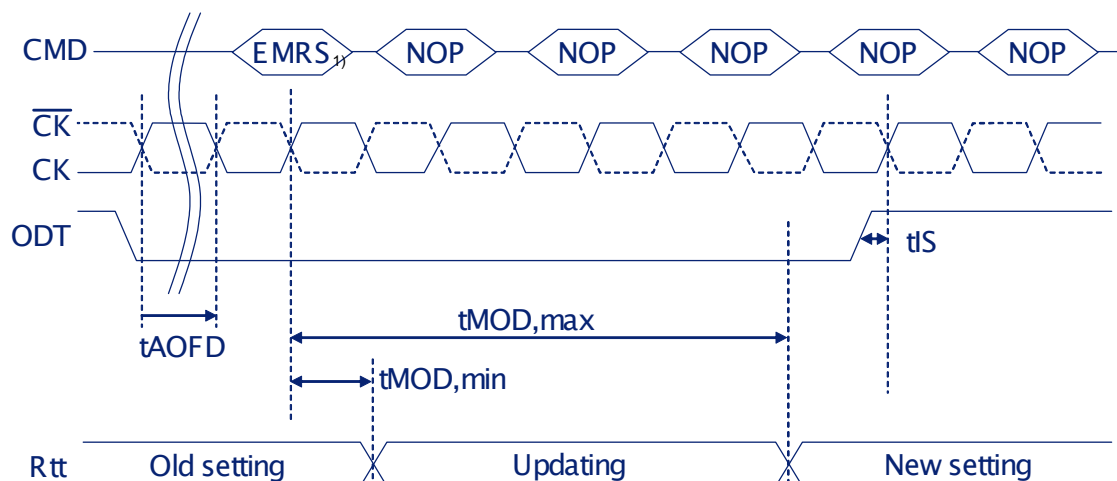 CMD EMRS 1) NOP NOP NOP NOP NOP
CK
CK
ODT
tIS
tMOD,max
tAOFD
tMOD,min
Rtt Old setting Updating New setting